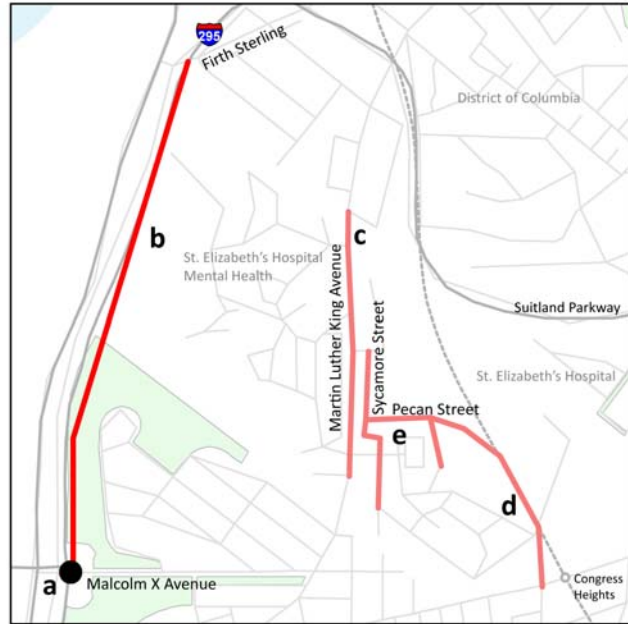 295
Firth Sterling
District of Columbia
b
c
St. Elizabeth's Hospital
Mental Health
Martin Luther King Avenue
Sycamore Street
Suitland Parkway
St. Elizabeth's Hospital
Pecan Street
e
d
a
Malcolm X Avenue
Congress
Heights